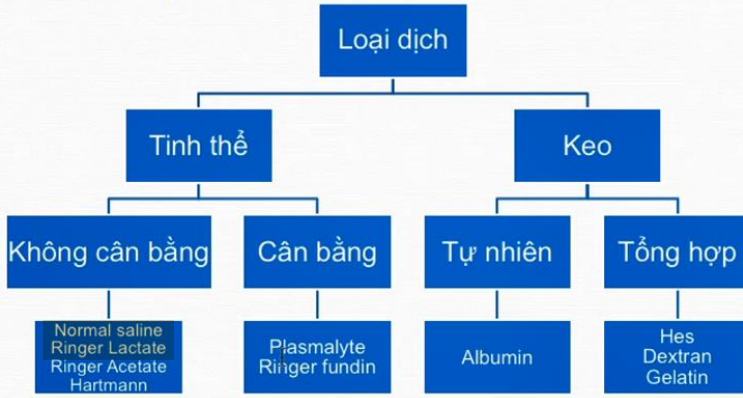 Loại dịch
Tinh thể
Keo
Không cân bằng
Cân bằng
Tự nhiên
Tổng hợp
Normal saline
Ringer Lactate
Ringer Acetate
Hartmann
Plasmalyte
Ringer fundin
Albumin
Hes
Dextran
Gelatin